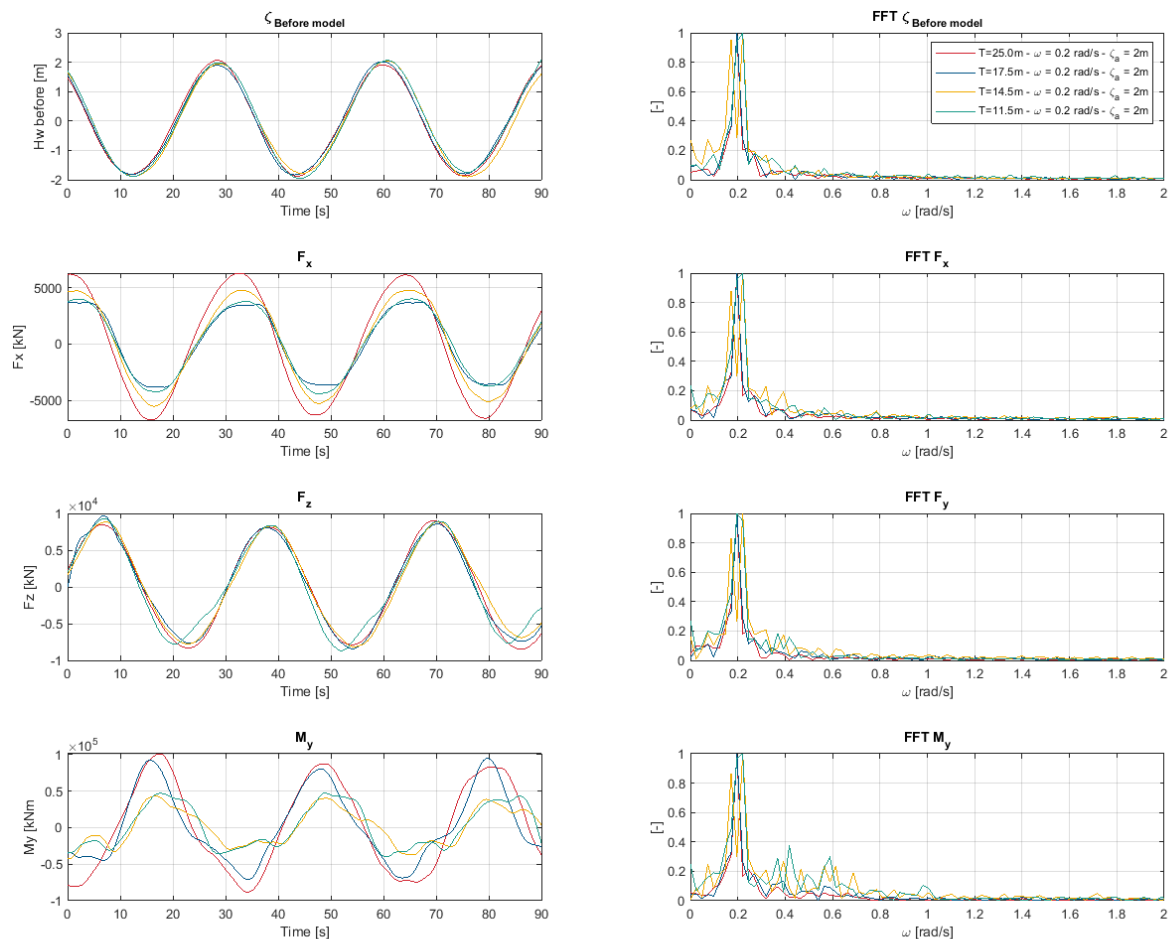 ζ Before model
3
2
1
0
-1
-2
Hw before [m]
0 10 20 30 40 50 60 70 80 90
Time [s]
FFT ζ Before model
1
0.8
0.6
0.4
0.2
0
[-]
0 0.2 0.4 0.6 0.8 1 1.2 1.4 1.6 1.8 2
ω [rad/s]
T=25.0m - ω = 0.2 rad/s - ζa = 2m
T=17.5m - ω = 0.2 rad/s - ζa = 2m
T=14.5m - ω = 0.2 rad/s - ζa = 2m
T=11.5m - ω = 0.2 rad/s - ζa = 2m
Fx
5000
0
-5000
Fx [kN]
0 10 20 30 40 50 60 70 80 90
Time [s]
FFT Fx
1
0.8
0.6
0.4
0.2
0
[-]
0 0.2 0.4 0.6 0.8 1 1.2 1.4 1.6 1.8 2
ω [rad/s]
Fz
×10^4
1
0.5
0
-0.5
-1
Fz [kN]
0 10 20 30 40 50 60 70 80 90
Time [s]
FFT Fy
1
0.8
0.6
0.4
0.2
0
[-]
0 0.2 0.4 0.6 0.8 1 1.2 1.4 1.6 1.8 2
ω [rad/s]
My
×10^5
1
0.5
0
-0.5
-1
My [kNm]
0 10 20 30 40 50 60 70 80 90
Time [s]
FFT My
1
0.8
0.6
0.4
0.2
0
[-]
0 0.2 0.4 0.6 0.8 1 1.2 1.4 1.6 1.8 2
ω [rad/s]